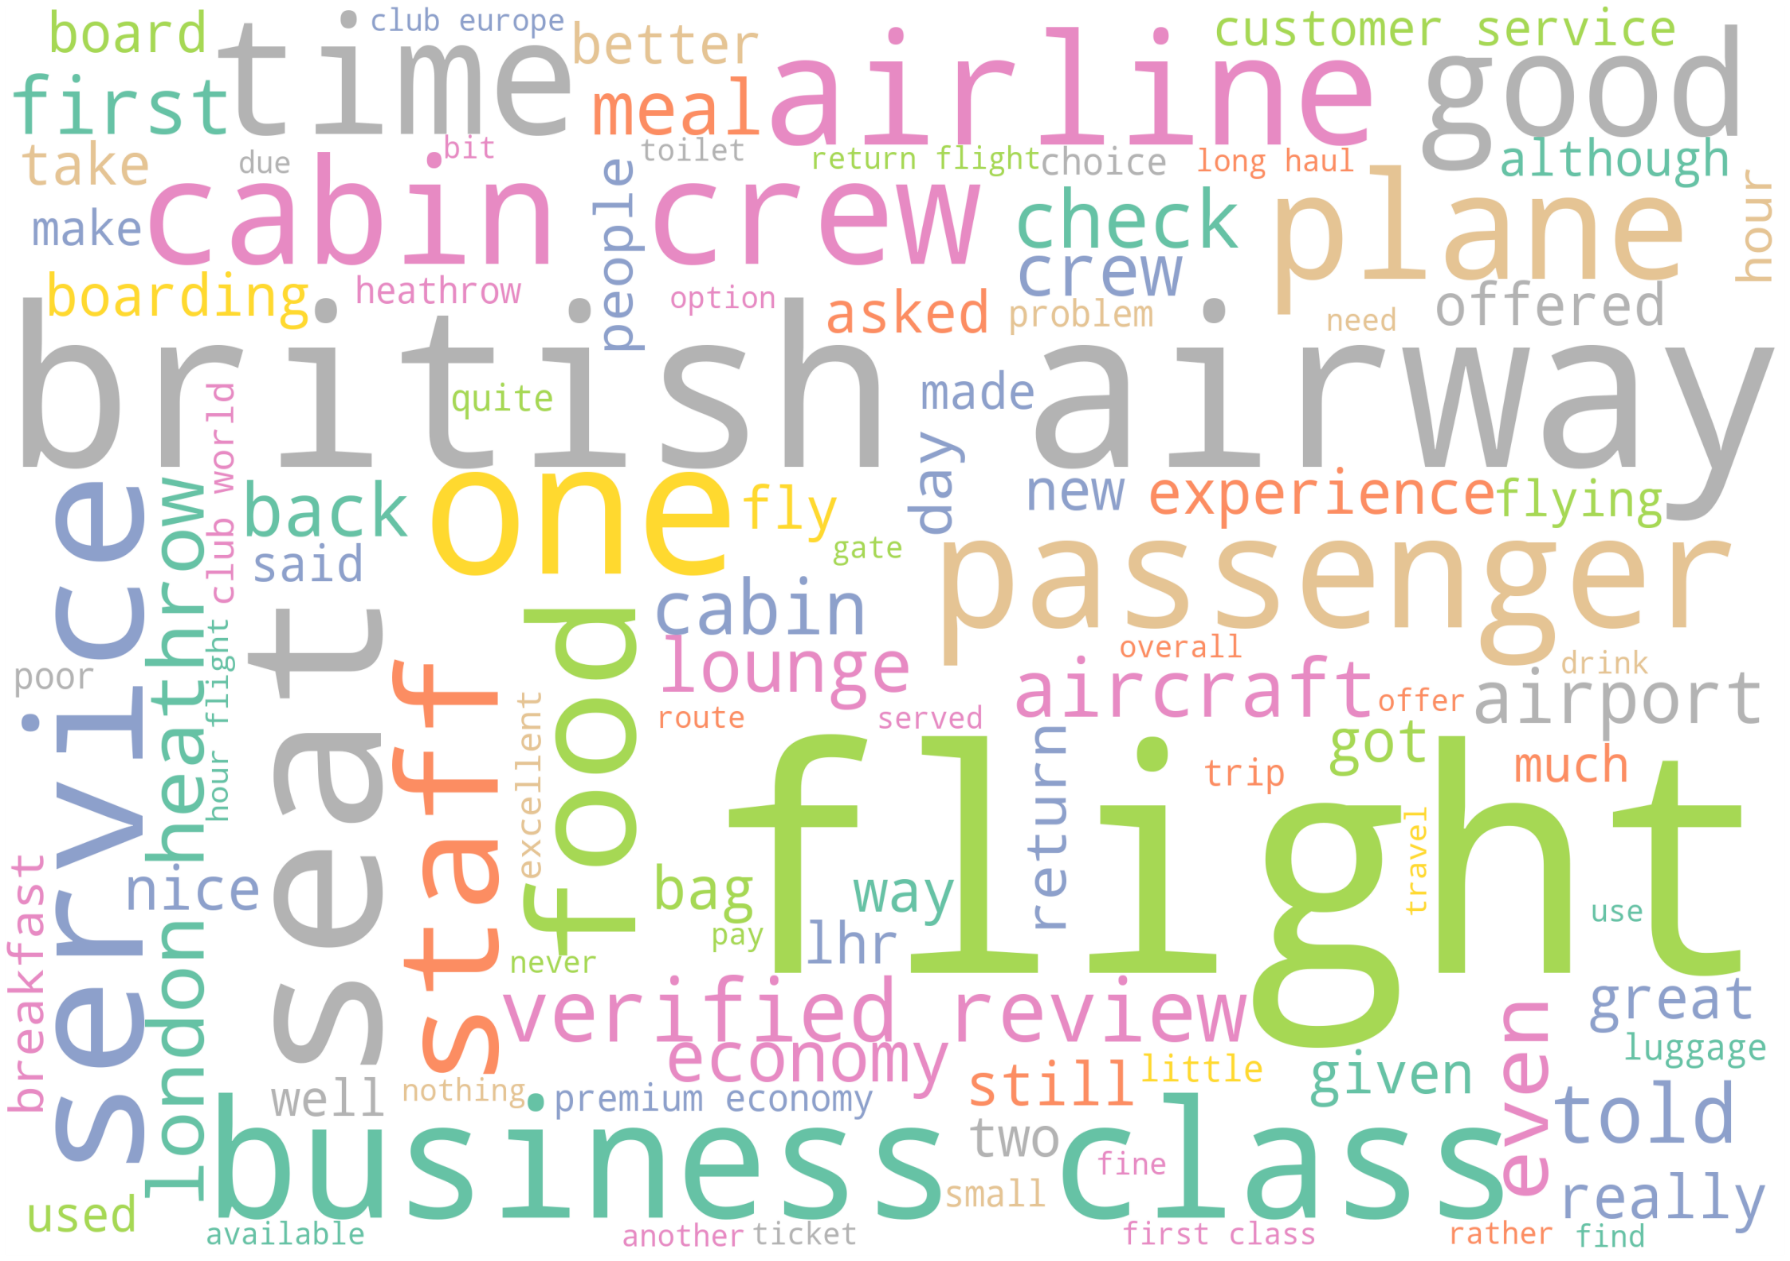 board
time
club europe
better
airline
customer service
good
first
meal
take
due
bit
toilet
return flight
choice
long haul
although
make
cabin crew
people
check
plane
hour
boarding
heathrow
option
crew
asked
problem
need
offered
british airway
quite
made
club world
service
london heathrow
back
one
fly
day
new
experience
flying
said
gate
passenger
seat
food
cabin
poor
hour flight
staff
lounge
overall
drink
aircraft
offer
airport
route
served
excellent
return
got
trip
much
flight
breakfast
nice
bag
way
travel
use
pay
lhr
never
verified review
great
economy
even
luggage
well
nothing
premium economy
still
little
given
told
business class
two
fine
small
really
used
available
another
ticket
first class
rather
find